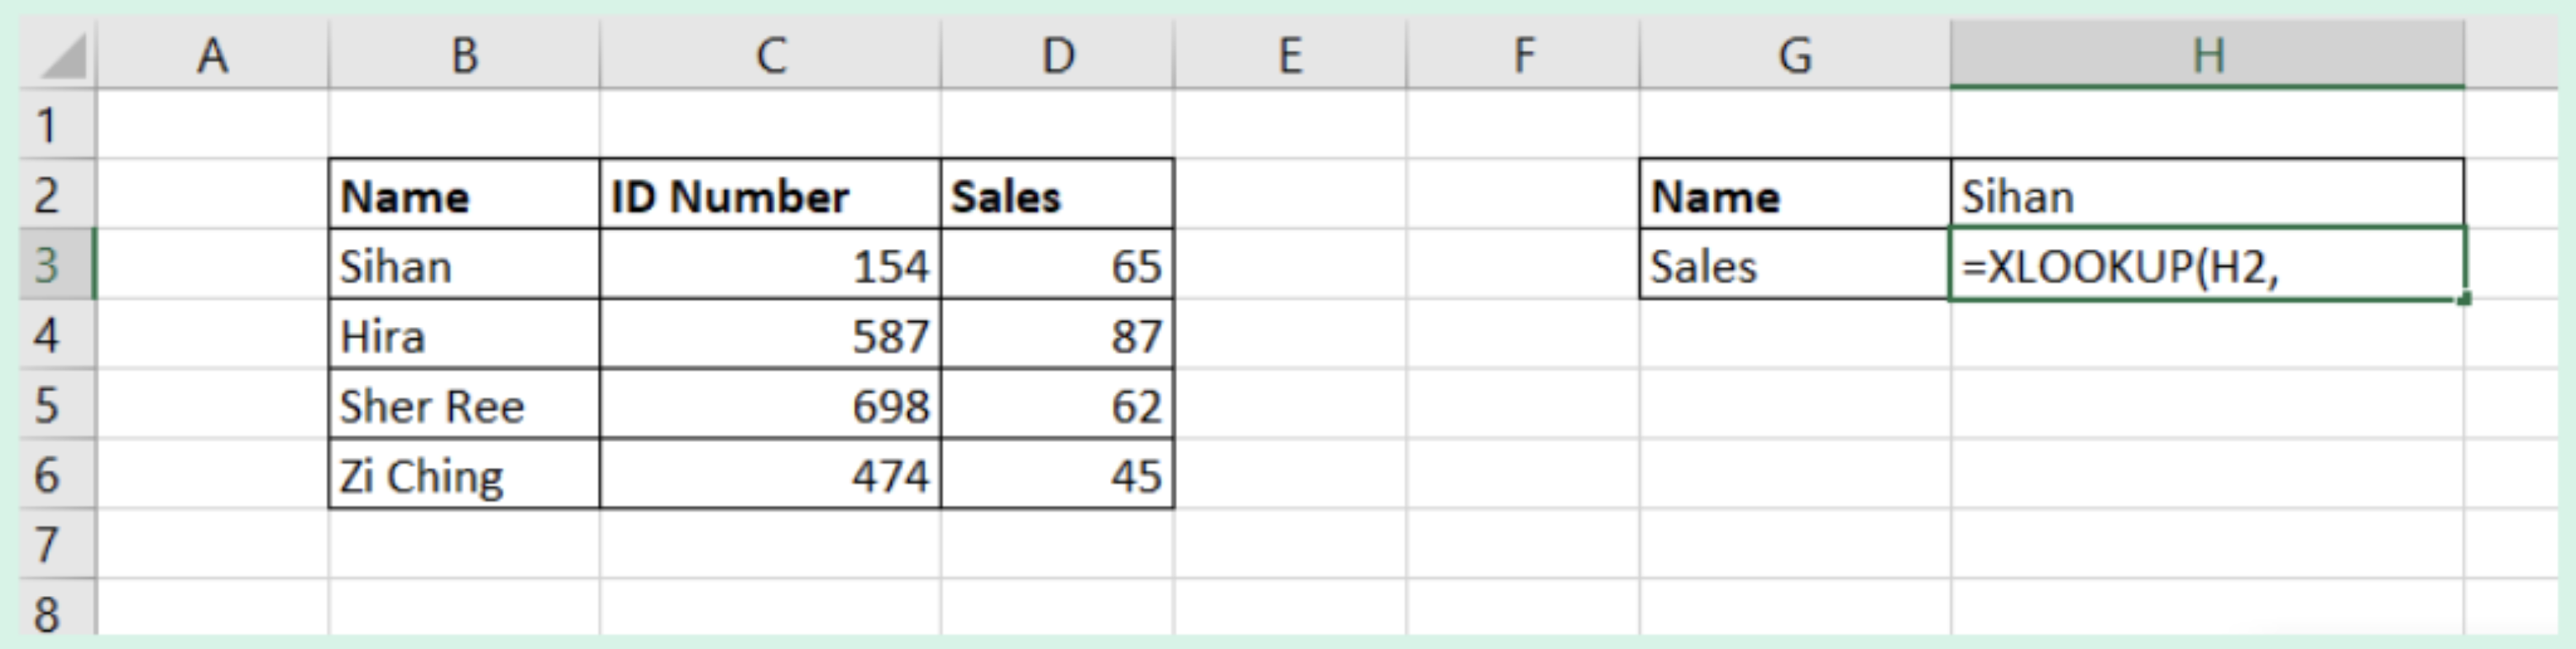 A B C D E F G H
1
2 Name ID Number Sales Name Sihan
3 Sihan 154 65 Sales =XLOOKUP(H2,
4 Hira 587 87
5 Sher Ree 698 62
6 Zi Ching 474 45
7
8